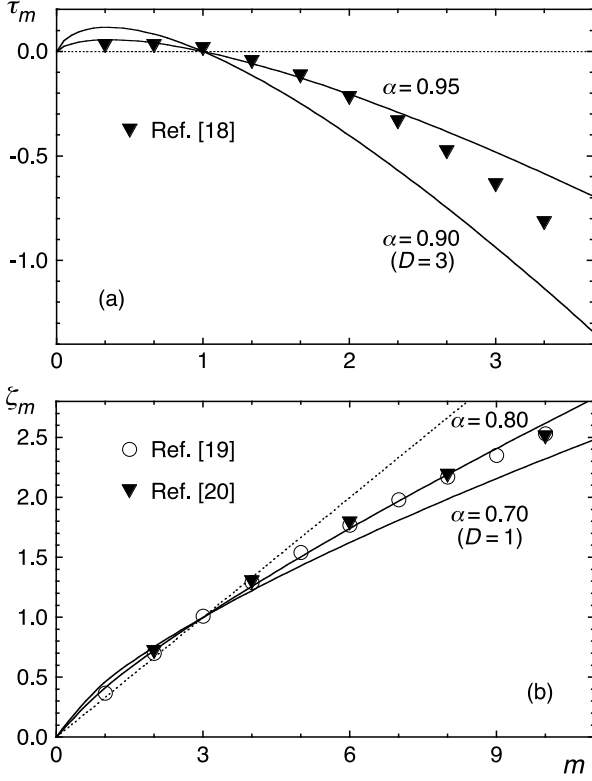 τm
0.0
-0.5
-1.0
α = 0.95
Ref. [18]
α = 0.90
(D = 3)
(a)
0 1 2 3
ζm
2.5
2.0
1.5
1.0
0.5
0.0
α = 0.80
Ref. [19]
Ref. [20]
α = 0.70
(D = 1)
(b)
0 3 6 9 m